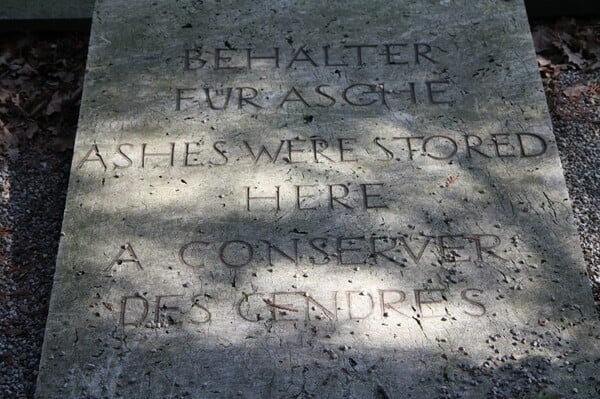 BEHALTER
FÜR ASCHE
ASHES WERE STORED
HERE
A CONSERVER
DES CENDRES